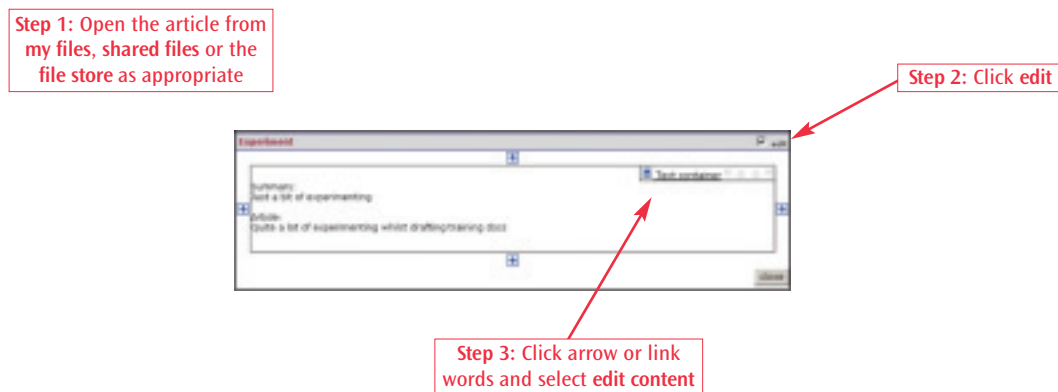 Step 1: Open the article from
my files, shared files or the
file store as appropriate
Step 2: Click edit
Experiment
edit
Text container
Summary:
Just a bit of experimenting
Article:
Quite a bit of experimenting whilst drafting training docs
close
Step 3: Click arrow or link
words and select edit content